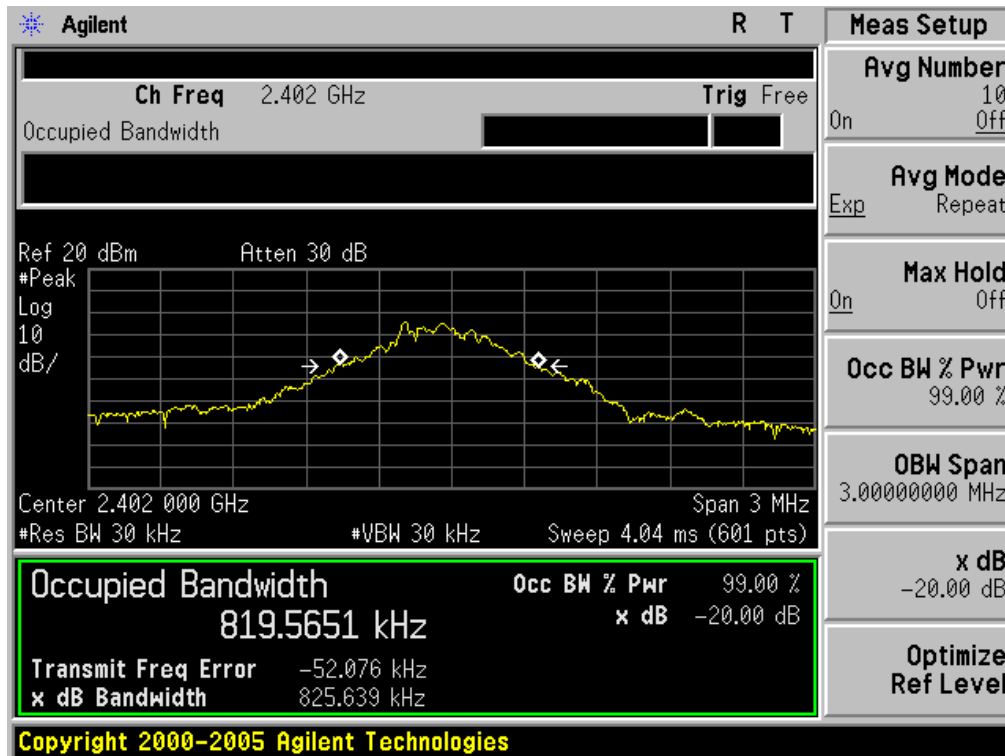 Agilent R T
Meas Setup
Ch Freq 2.402 GHz Trig Free
Occupied Bandwidth
Ref 20 dBm Atten 30 dB
#Peak
Log
10
dB/
Center 2.402 000 GHz Span 3 MHz
#Res BW 30 kHz #VBW 30 kHz Sweep 4.04 ms (601 pts)
Occupied Bandwidth
819.5651 kHz
Occ BW % Pwr 99.00 %
x dB -20.00 dB
Transmit Freq Error -52.076 kHz
x dB Bandwidth 825.639 kHz
Avg Number
10
On Off
Avg Mode
Exp Repeat
Max Hold
On Off
Occ BW % Pwr
99.00 %
OBW Span
3.00000000 MHz
x dB
-20.00 dB
Optimize
Ref Level
Copyright 2000-2005 Agilent Technologies